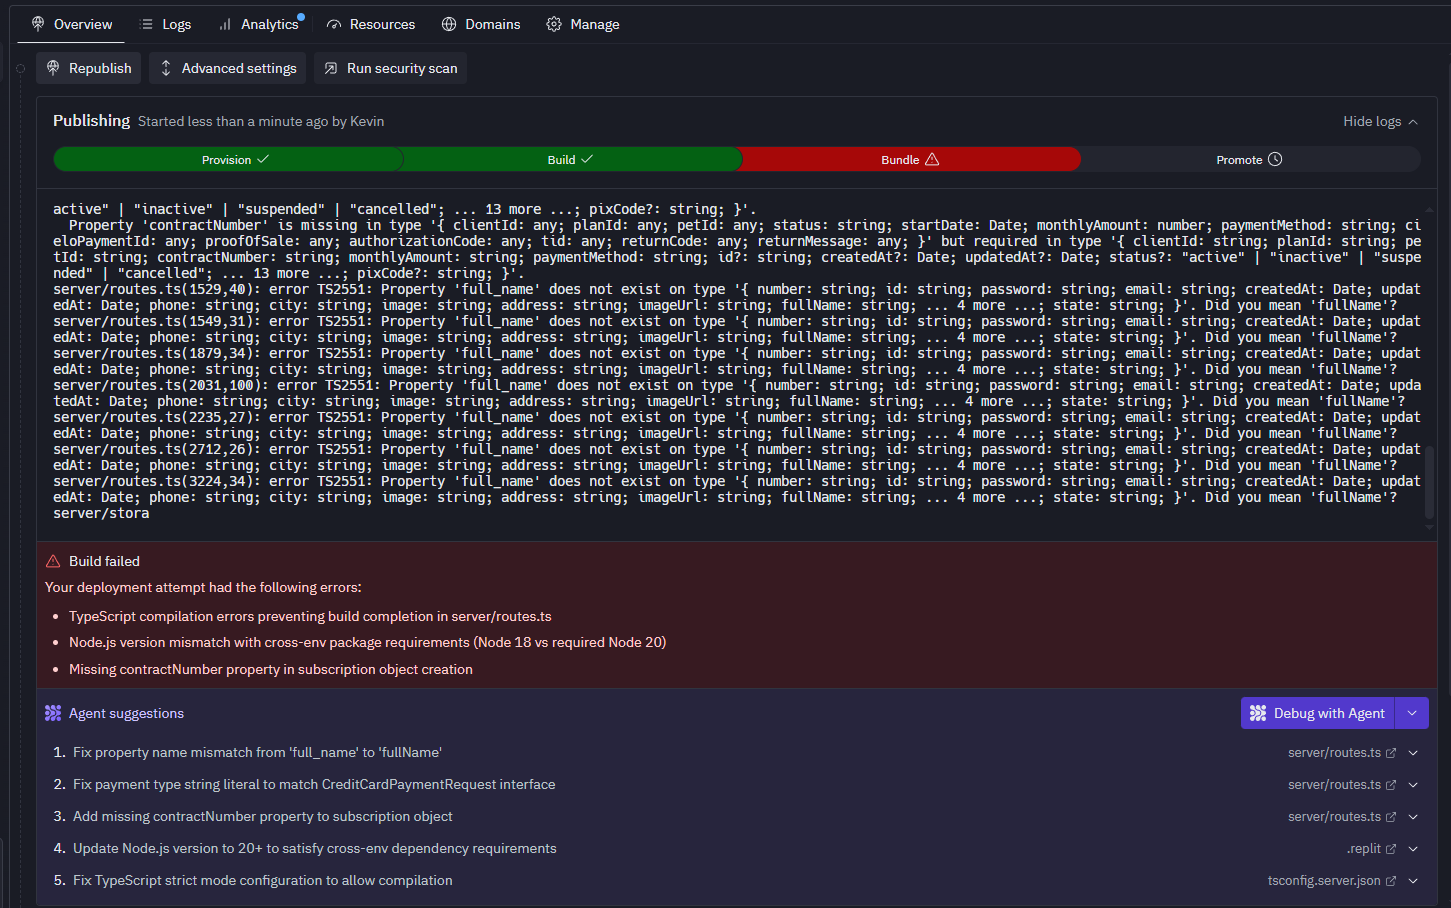 Overview Logs Analytics Resources Domains Manage
Republish Advanced settings Run security scan
Publishing Started less than a minute ago by Kevin Hide logs
Provision Build Bundle Promote
active" | "inactive" | "suspended" | "cancelled"; ... 13 more ...; pixCode?: string; }'.
Property 'contractNumber' is missing in type '{ clientId: any; planId: any; petId: any; status: string; startDate: Date; monthlyAmount: number; paymentMethod: string; ci
eloPaymentId: any; proofOfSale: any; authorizationCode: any; tid: any; returnCode: any; returnMessage: any; }' but required in type '{ clientId: string; planId: string; pe
tId: string; contractNumber: string; monthlyAmount: string; paymentMethod: string; id?: string; createdAt?: Date; updatedAt?: Date; status?: "active" | "inactive" | "suspe
nded" | "cancelled"; ... 13 more ...; pixCode?: string; }'.
server/routes.ts(1529,40): error TS2551: Property 'full_name' does not exist on type '{ number: string; id: string; password: string; email: string; createdAt: Date; updat
edAt: Date; phone: string; city: string; image: string; address: string; imageUrl: string; fullName: string; ... 4 more ...; state: string; }'. Did you mean 'fullName'?
server/routes.ts(1549,31): error TS2551: Property 'full_name' does not exist on type '{ number: string; id: string; password: string; email: string; createdAt: Date; updat
edAt: Date; phone: string; city: string; image: string; address: string; imageUrl: string; fullName: string; ... 4 more ...; state: string; }'. Did you mean 'fullName'?
server/routes.ts(1879,34): error TS2551: Property 'full_name' does not exist on type '{ number: string; id: string; password: string; email: string; createdAt: Date; updat
edAt: Date; phone: string; city: string; image: string; address: string; imageUrl: string; fullName: string; ... 4 more ...; state: string; }'. Did you mean 'fullName'?
server/routes.ts(2031,100): error TS2551: Property 'full_name' does not exist on type '{ number: string; id: string; password: string; email: string; createdAt: Date; upda
tedAt: Date; phone: string; city: string; image: string; address: string; imageUrl: string; fullName: string; ... 4 more ...; state: string; }'. Did you mean 'fullName'?
server/routes.ts(2235,27): error TS2551: Property 'full_name' does not exist on type '{ number: string; id: string; password: string; email: string; createdAt: Date; updat
edAt: Date; phone: string; city: string; image: string; address: string; imageUrl: string; fullName: string; ... 4 more ...; state: string; }'. Did you mean 'fullName'?
server/routes.ts(2712,26): error TS2551: Property 'full_name' does not exist on type '{ number: string; id: string; password: string; email: string; createdAt: Date; updat
edAt: Date; phone: string; city: string; image: string; address: string; imageUrl: string; fullName: string; ... 4 more ...; state: string; }'. Did you mean 'fullName'?
server/routes.ts(3224,34): error TS2551: Property 'full_name' does not exist on type '{ number: string; id: string; password: string; email: string; createdAt: Date; updat
edAt: Date; phone: string; city: string; image: string; address: string; imageUrl: string; fullName: string; ... 4 more ...; state: string; }'. Did you mean 'fullName'?
server/stora
Build failed
Your deployment attempt had the following errors:
• TypeScript compilation errors preventing build completion in server/routes.ts
• Node.js version mismatch with cross-env package requirements (Node 18 vs required Node 20)
• Missing contractNumber property in subscription object creation
Agent suggestions Debug with Agent
1. Fix property name mismatch from 'full_name' to 'fullName' server/routes.ts
2. Fix payment type string literal to match CreditCardPaymentRequest interface server/routes.ts
3. Add missing contractNumber property to subscription object server/routes.ts
4. Update Node.js version to 20+ to satisfy cross-env dependency requirements .replit
5. Fix TypeScript strict mode configuration to allow compilation tsconfig.server.json